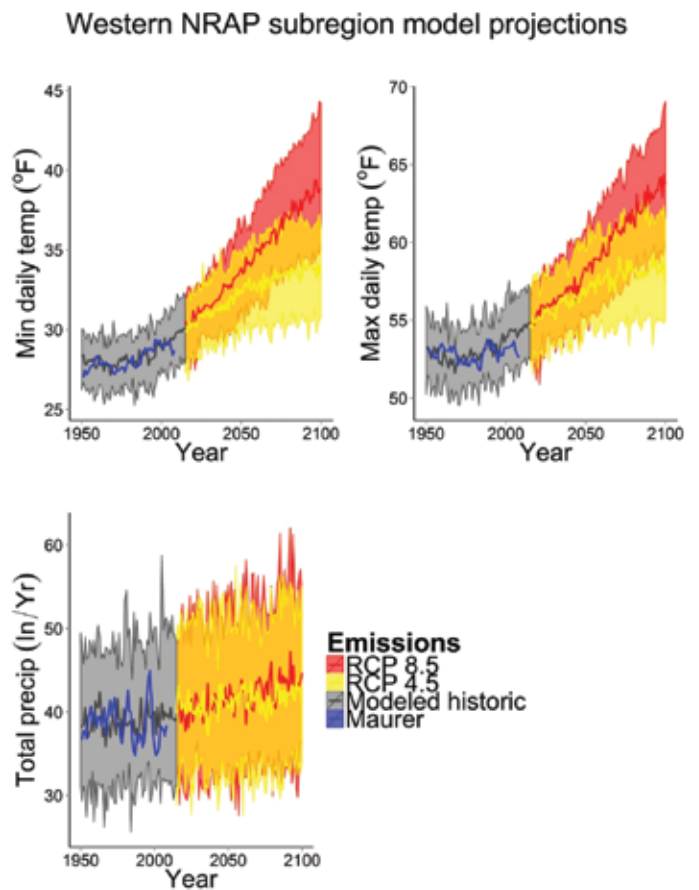 Western NRAP subregion model projections
45
40
35
30
25
Min daily temp (°F)
1950
2000
2050
2100
Year
70
65
60
55
50
Max daily temp (°F)
1950
2000
2050
2100
Year
60
50
40
30
Total precip (In/Yr)
1950
2000
2050
2100
Year
Emissions
RCP 8.5
RCP 4.5
Modeled historic
Maurer